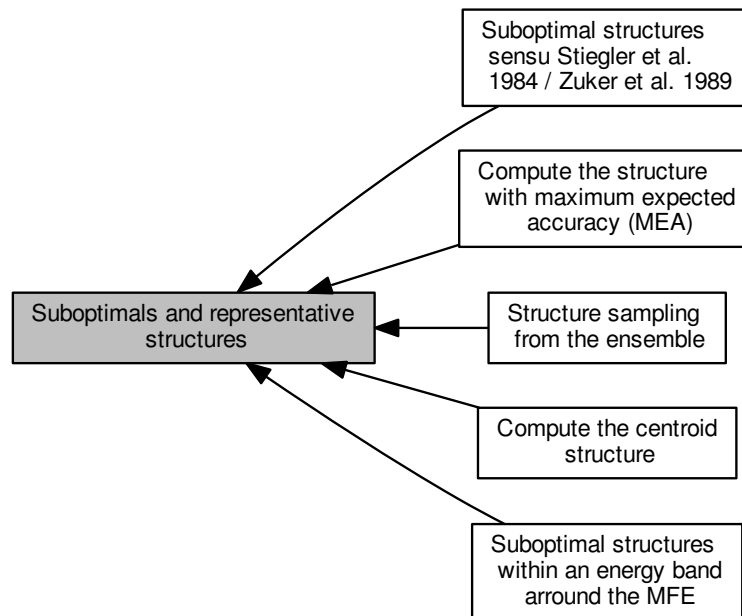 Suboptimal structures
sensu Stiegler et al.
1984 / Zuker et al. 1989
Compute the structure
with maximum expected
accuracy (MEA)
Suboptimals and representative
structures
Structure sampling
from the ensemble
Compute the centroid
structure
Suboptimal structures
within an energy band
arround the MFE